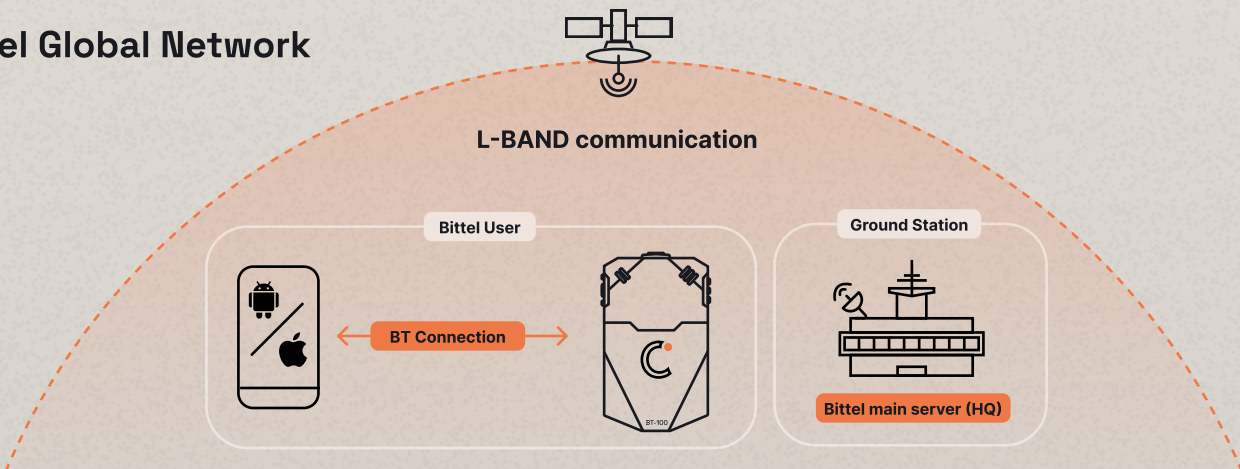 el Global Network
L-BAND communication
Bittel User
Ground Station
BT Connection
Bittel main server (HQ)
BT-100